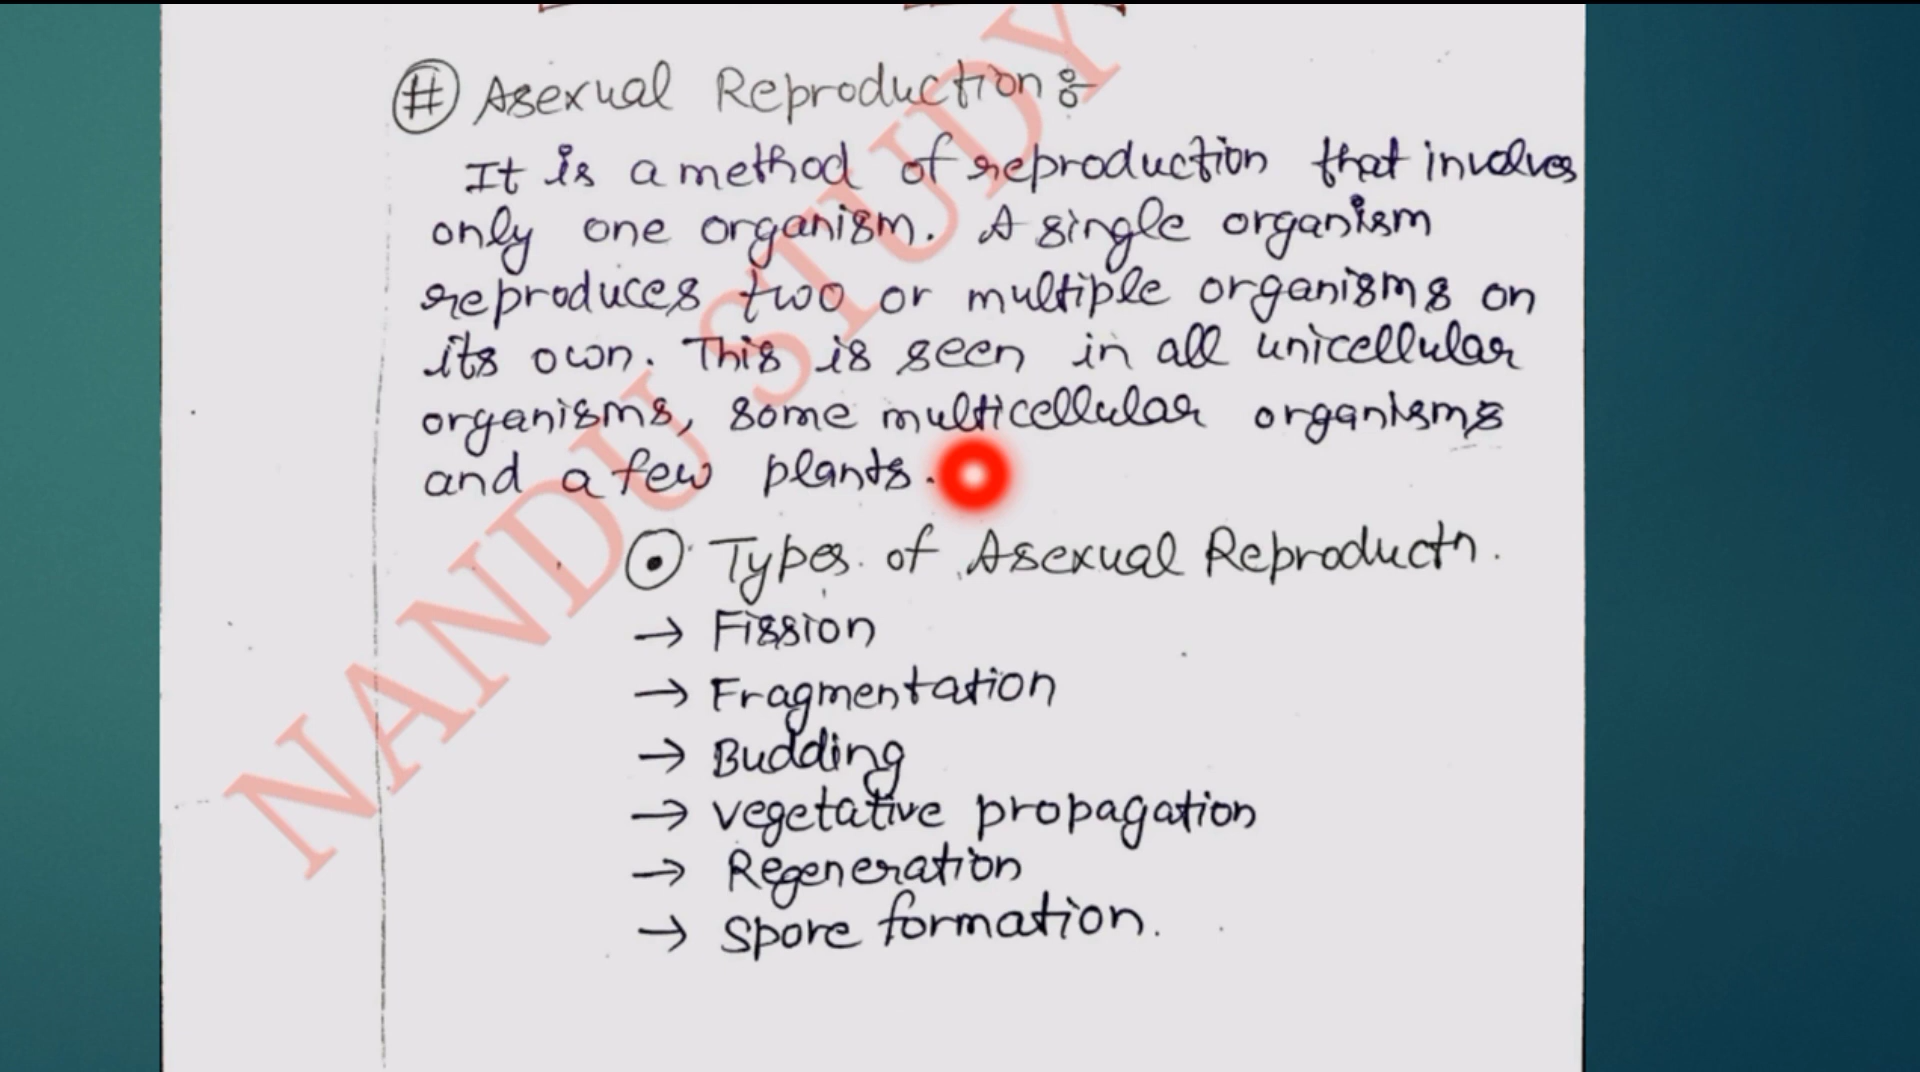 # Asexual Reproduction :-
It is a method of reproduction that involves
only one organism. A single organism
reproduces two or multiple organisms on
its own. This is seen in all unicellular
organisms, some multicellular organisms
and a few plants.
⊙ Types of Asexual Reproductn.
→ Fission
→ Fragmentation
→ Budding
→ vegetative propagation
→ Regeneration
→ Spore formation.
NANDU STUDY